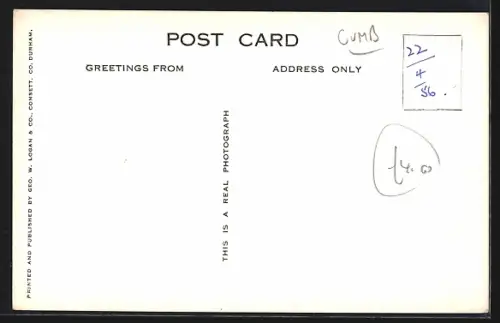 POST CARD
CUMB
GREETINGS FROM
ADDRESS ONLY
22
4
56.
£4.00
THIS IS A REAL PHOTOGRAPH
PRINTED AND PUBLISHED BY GEO. W. LOGAN & CO., CONSETT, CO. DURHAM.